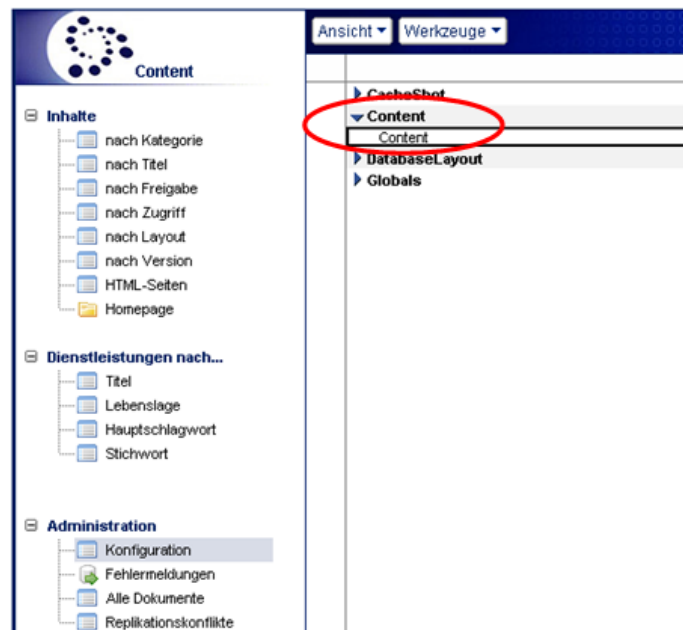 Content
Inhalte
nach Kategorie
nach Titel
nach Freigabe
nach Zugriff
nach Layout
nach Version
HTML-Seiten
Homepage
Dienstleistungen nach...
Titel
Lebenslage
Hauptschlagwort
Stichwort
Administration
Konfiguration
Fehlermeldungen
Alle Dokumente
Replikationskonflikte
Ansicht Werkzeuge
CacheShot
Content
Content
DatabaseLayout
Globals